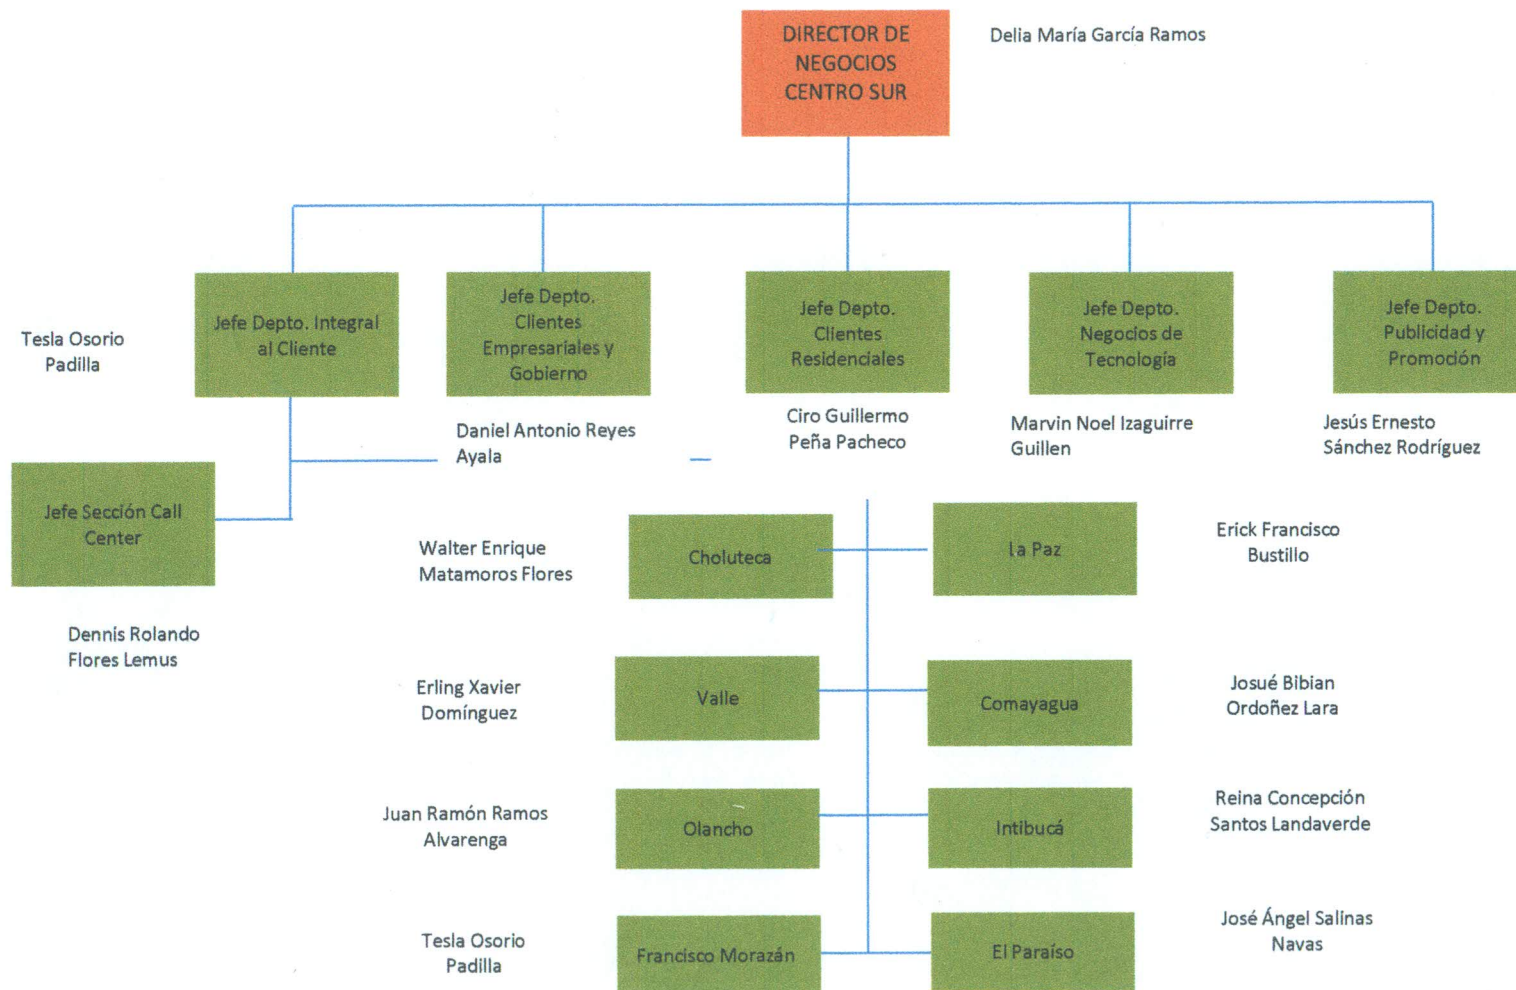 DIRECTOR DE
NEGOCIOS
CENTRO SUR
Delia María García Ramos
Tesla Osorio
Padilla
Jefe Depto. Integral
al Cliente
Jefe Depto.
Clientes
Empresariales y
Gobierno
Jefe Depto.
Clientes
Residenciales
Jefe Depto.
Negocios de
Tecnología
Jefe Depto.
Publicidad y
Promoción
Daniel Antonio Reyes
Ayala
Ciro Guillermo
Peña Pacheco
Marvin Noel Izaguirre
Guillen
Jesús Ernesto
Sánchez Rodríguez
Jefe Sección Call
Center
Dennis Rolando
Flores Lemus
Walter Enrique
Matamoros Flores
Choluteca
La Paz
Erick Francisco
Bustillo
Erling Xavier
Domínguez
Valle
Comayagua
Josué Bibian
Ordoñez Lara
Juan Ramón Ramos
Alvarenga
Olancho
Intibucá
Reina Concepción
Santos Landaverde
Tesla Osorio
Padilla
Francisco Morazán
El Paraíso
José Ángel Salinas
Navas